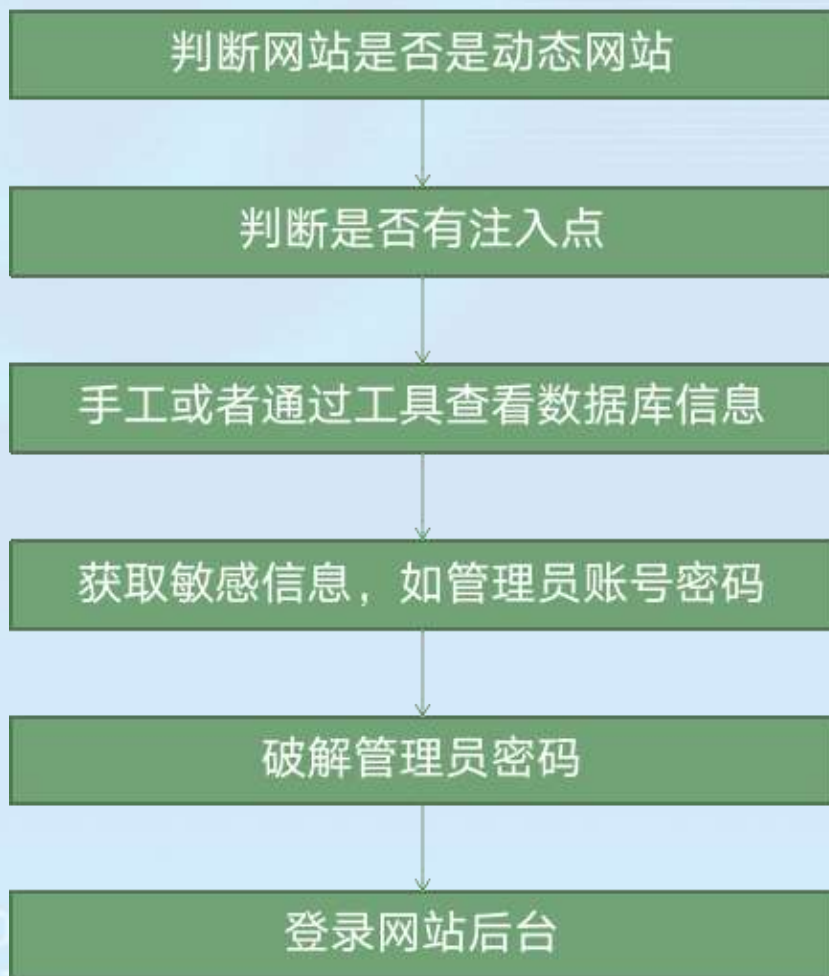 判断网站是否是动态网站
判断是否有注入点
手工或者通过工具查看数据库信息
获取敏感信息，如管理员账号密码
破解管理员密码
登录网站后台